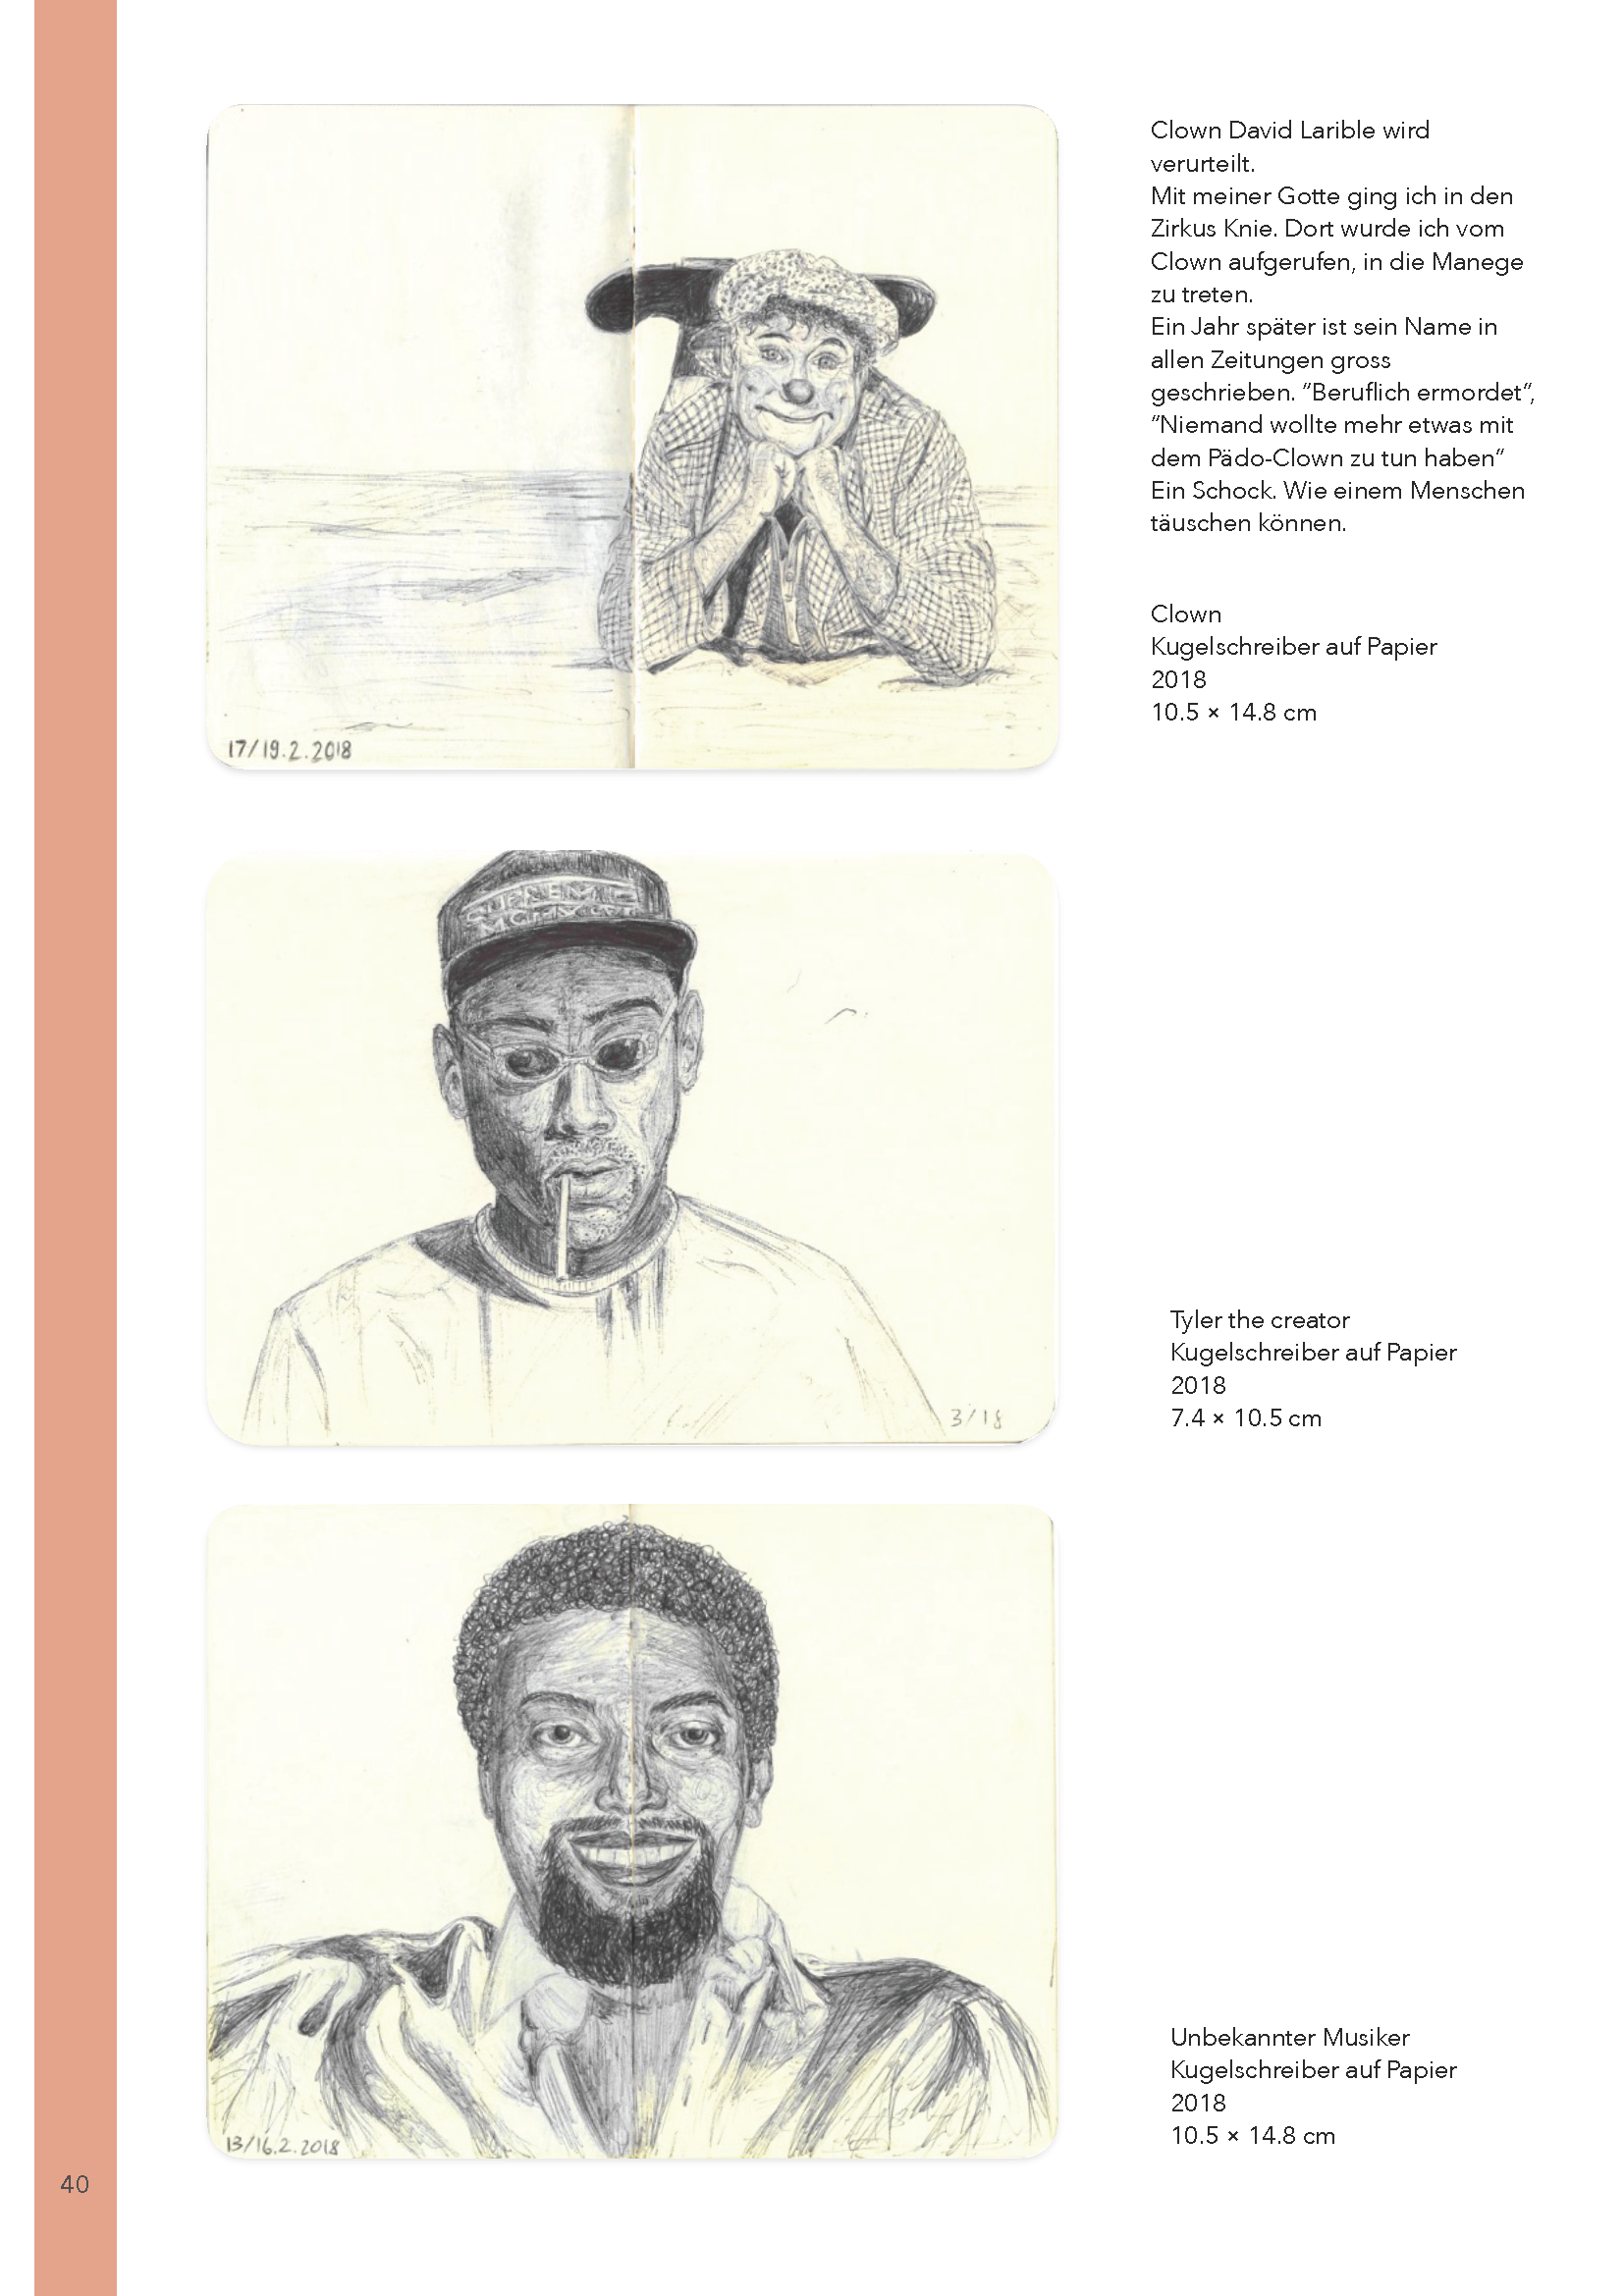 Clown David Larible wird
verurteilt.
Mit meiner Gotte ging ich in den
Zirkus Knie. Dort wurde ich vom
Clown aufgerufen, in die Manege
zu treten.
Ein Jahr später ist sein Name in
allen Zeitungen gross
geschrieben. "Beruflich ermordet",
"Niemand wollte mehr etwas mit
dem Pädo-Clown zu tun haben"
Ein Schock. Wie einem Menschen
täuschen können.
Clown
Kugelschreiber auf Papier
2018
10.5 × 14.8 cm
17/19.2.2018
SUPREME
Tyler the creator
Kugelschreiber auf Papier
2018
7.4 × 10.5 cm
3/18
Unbekannter Musiker
Kugelschreiber auf Papier
2018
10.5 × 14.8 cm
13/16.2.2018
40